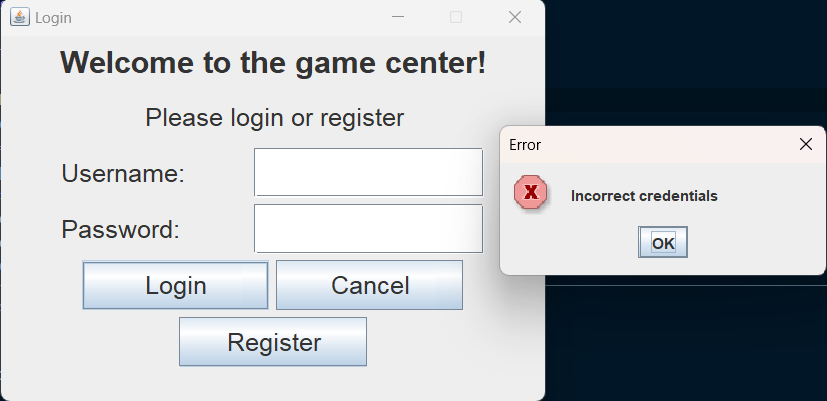 Login
Welcome to the game center!
Please login or register
Username:
Password:
Login Cancel
Register
Error
Incorrect credentials
OK